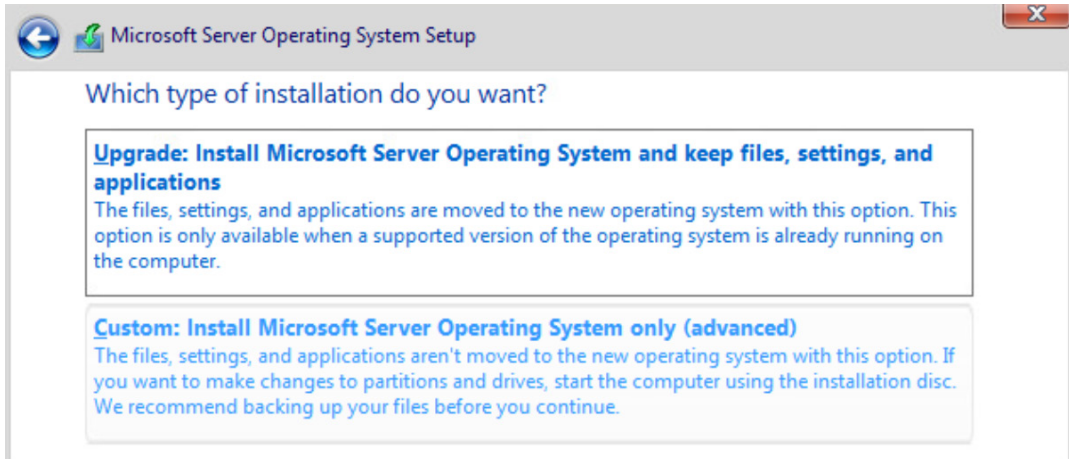 Microsoft Server Operating System Setup
Which type of installation do you want?
Upgrade: Install Microsoft Server Operating System and keep files, settings, and
applications
The files, settings, and applications are moved to the new operating system with this option. This
option is only available when a supported version of the operating system is already running on
the computer.
Custom: Install Microsoft Server Operating System only (advanced)
The files, settings, and applications aren't moved to the new operating system with this option. If
you want to make changes to partitions and drives, start the computer using the installation disc.
We recommend backing up your files before you continue.